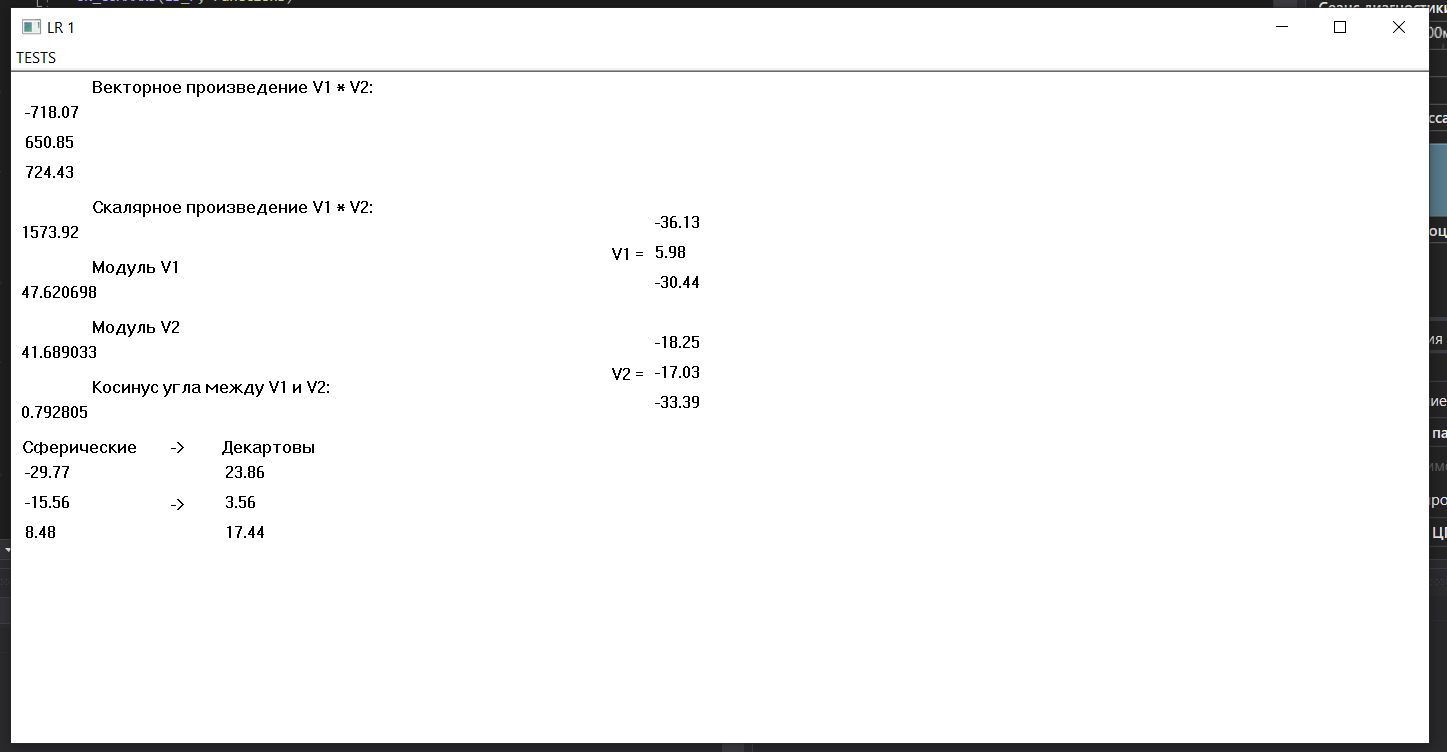 LR 1
TESTS
Векторное произведение V1 * V2:
-718.07
650.85
724.43
Скалярное произведение V1 * V2:
1573.92
Модуль V1
47.620698
Модуль V2
41.689033
Косинус угла между V1 и V2:
0.792805
Сферические -> Декартовы
-29.77 23.86
-15.56 -> 3.56
8.48 17.44
-36.13
V1 = 5.98
-30.44
-18.25
V2 = -17.03
-33.39